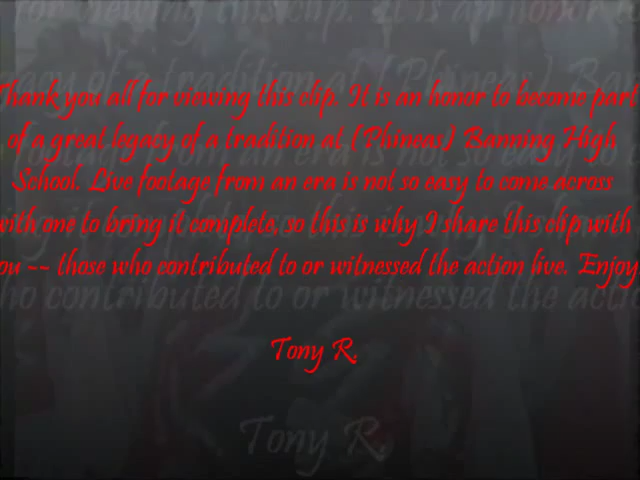 Thank you all for viewing this clip. It is an honor to become part
of a great legacy of a tradition at (Phineas) Banning High
School. Live footage from an era is not so easy to come across
with one to bring it complete, so this is why I share this clip with
you -- those who contributed to or witnessed the action live. Enjoy.
Tony R.